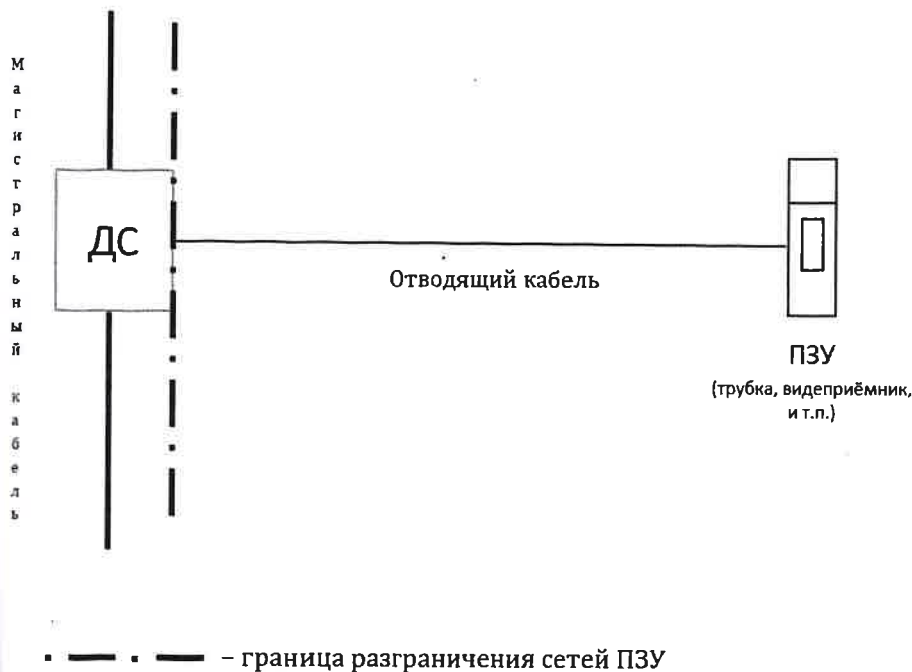 Магистральный кабель
ДС
Отводящий кабель
ПЗУ
(трубка, видеприёмник,
и т.п.)
– граница разграничения сетей ПЗУ